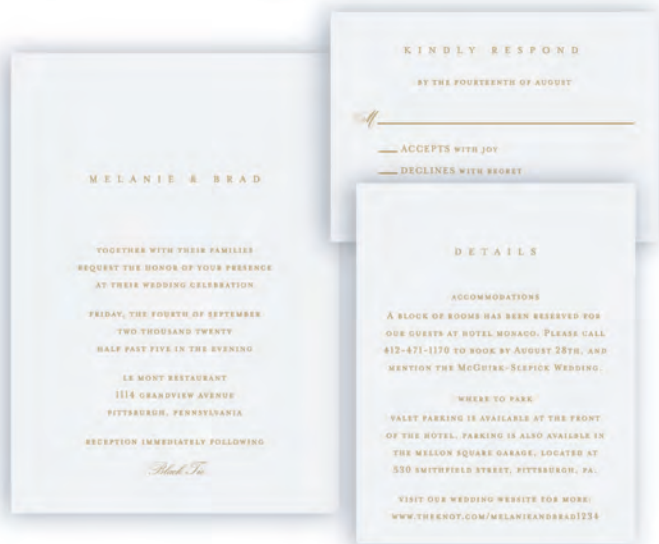 MELANIE & BRAD
TOGETHER WITH THEIR FAMILIES
REQUEST THE HONOR OF YOUR PRESENCE
AT THEIR WEDDING CELEBRATION
FRIDAY, THE FOURTH OF SEPTEMBER
TWO THOUSAND TWENTY
HALF PAST FIVE IN THE EVENING
LE MONT RESTAURANT
1114 GRANDVIEW AVENUE
PITTSBURGH, PENNSYLVANIA
RECEPTION IMMEDIATELY FOLLOWING
Black Tie
KINDLY RESPOND
BY THE FOURTEENTH OF AUGUST
M
ACCEPTS WITH JOY
DECLINES WITH REGRET
DETAILS
ACCOMMODATIONS
A BLOCK OF ROOMS HAS BEEN RESERVED FOR
OUR GUESTS AT HOTEL MONACO. PLEASE CALL
412-471-1170 TO BOOK BY AUGUST 28TH, AND
MENTION THE MCGUIRK-SLEPICK WEDDING.
WHERE TO PARK
VALET PARKING IS AVAILABLE AT THE FRONT
OF THE HOTEL. PARKING IS ALSO AVAILBLE IN
THE MELLON SQUARE GARAGE, LOCATED AT
530 SMITHFIELD STREET, PITTSBURGH, PA.
VISIT OUR WEDDING WEBSITE FOR MORE:
WWW.THEKNOT.COM/MELANIEANDBRAD1234